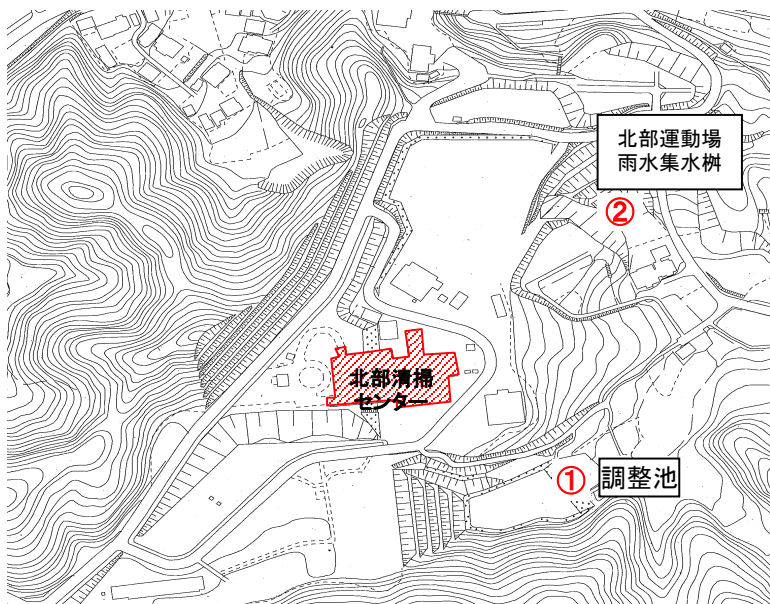 北部運動場
雨水集水桝
②
北部清掃
センター
①
調整池